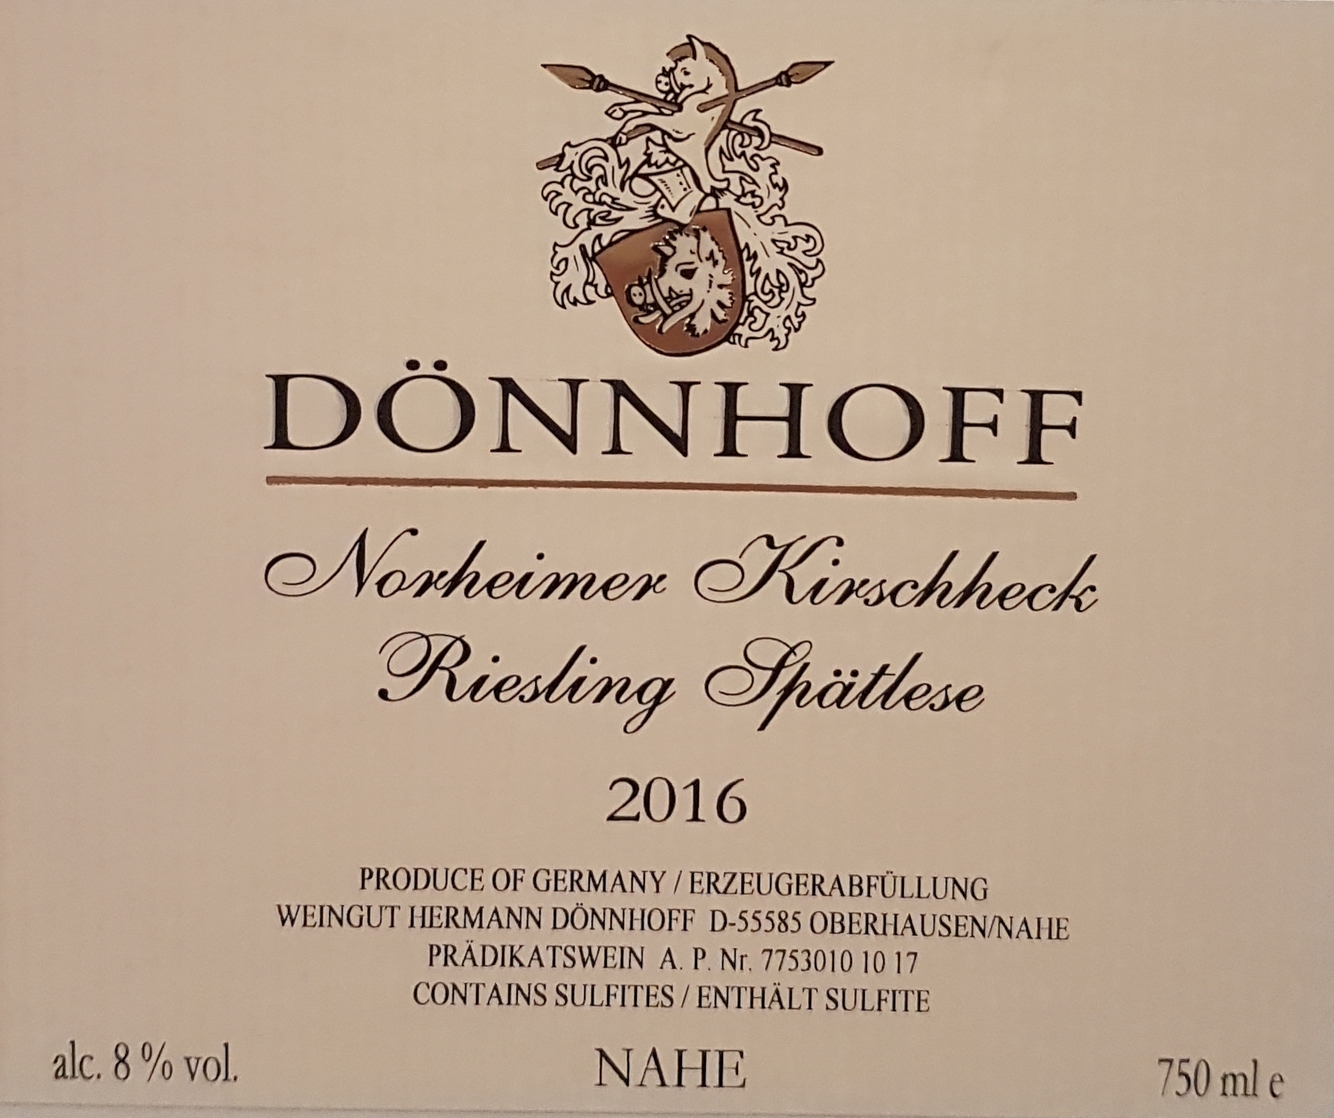 DÖNNHOFF
Norheimer Kirschheck
Riesling Spätlese
2016
PRODUCE OF GERMANY / ERZEUGERABFÜLLUNG
WEINGUT HERMANN DÖNNHOFF D-55585 OBERHAUSEN/NAHE
PRÄDIKATSWEIN A. P. Nr. 7753010 10 17
CONTAINS SULFITES / ENTHÄLT SULFITE
alc. 8 % vol. NAHE 750 ml e